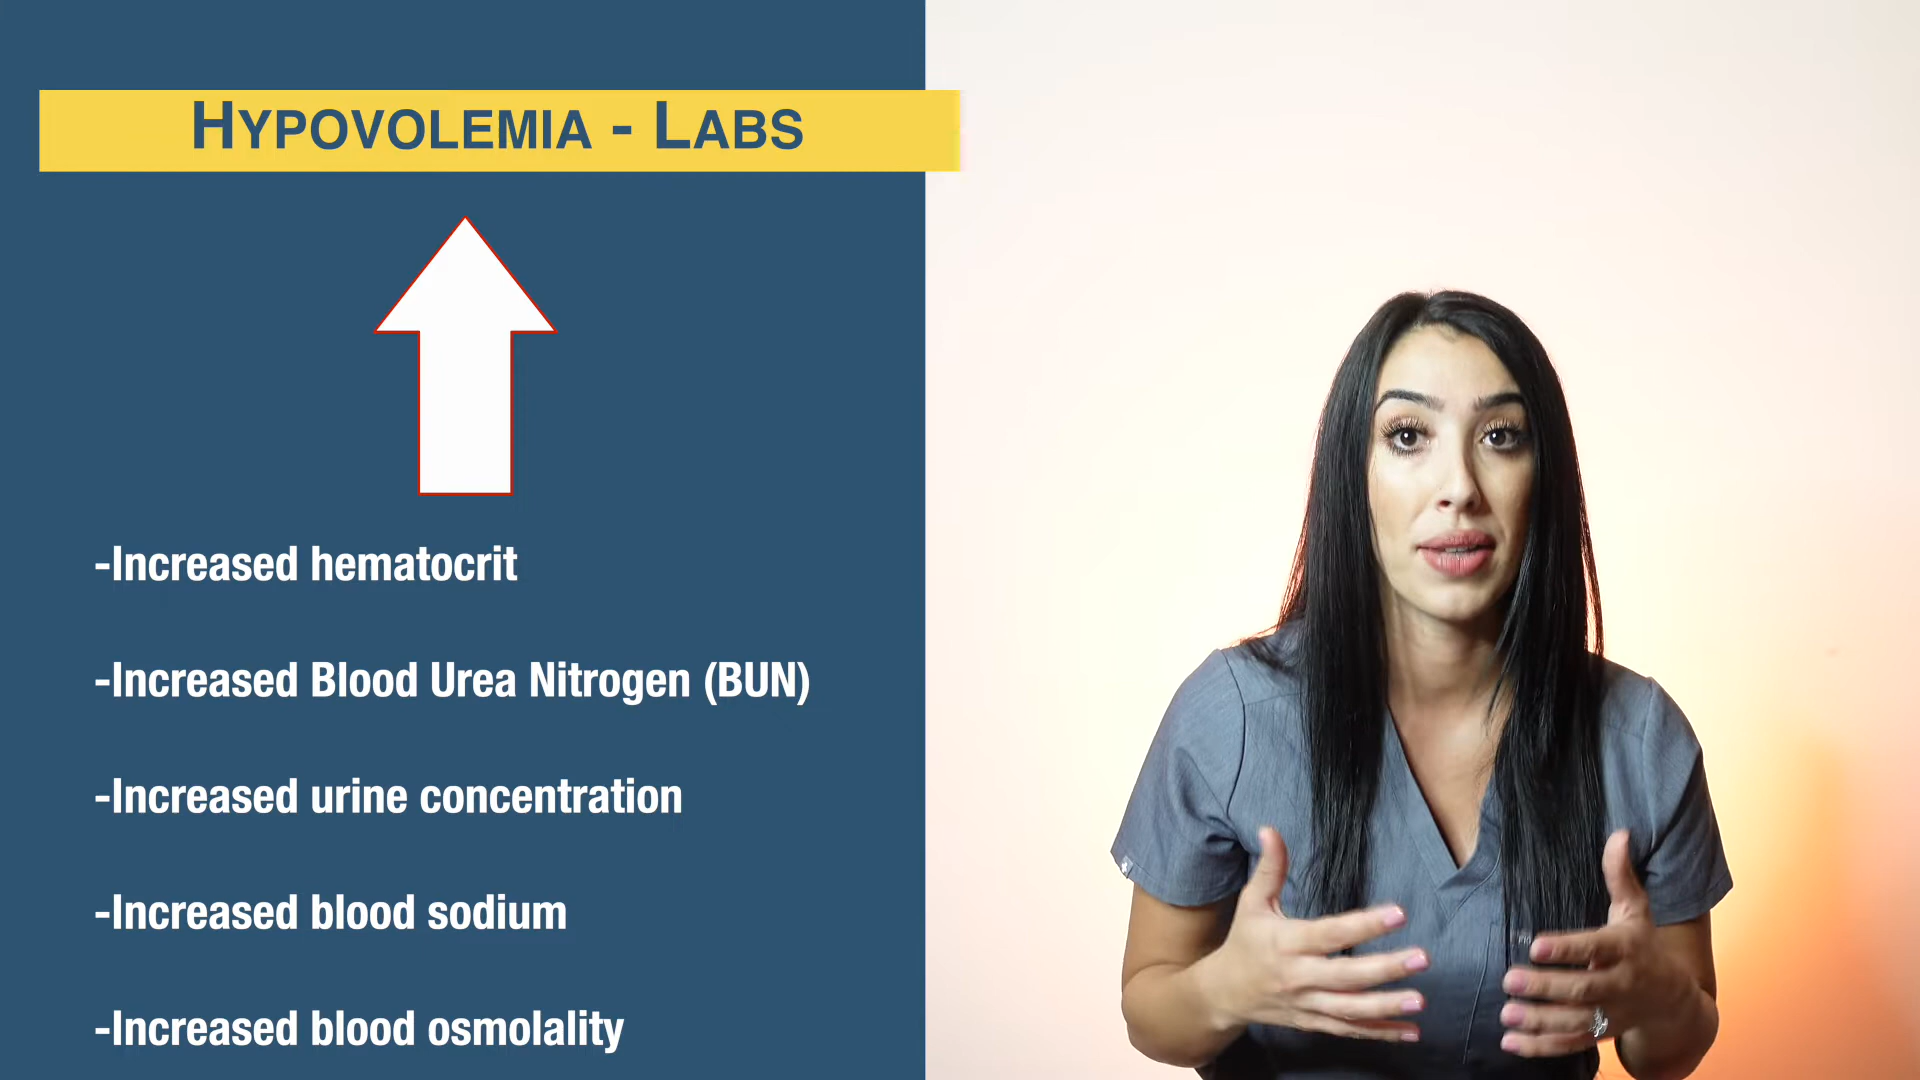 HYPOVOLEMIA - LABS
-Increased hematocrit
-Increased Blood Urea Nitrogen (BUN)
-Increased urine concentration
-Increased blood sodium
-Increased blood osmolality